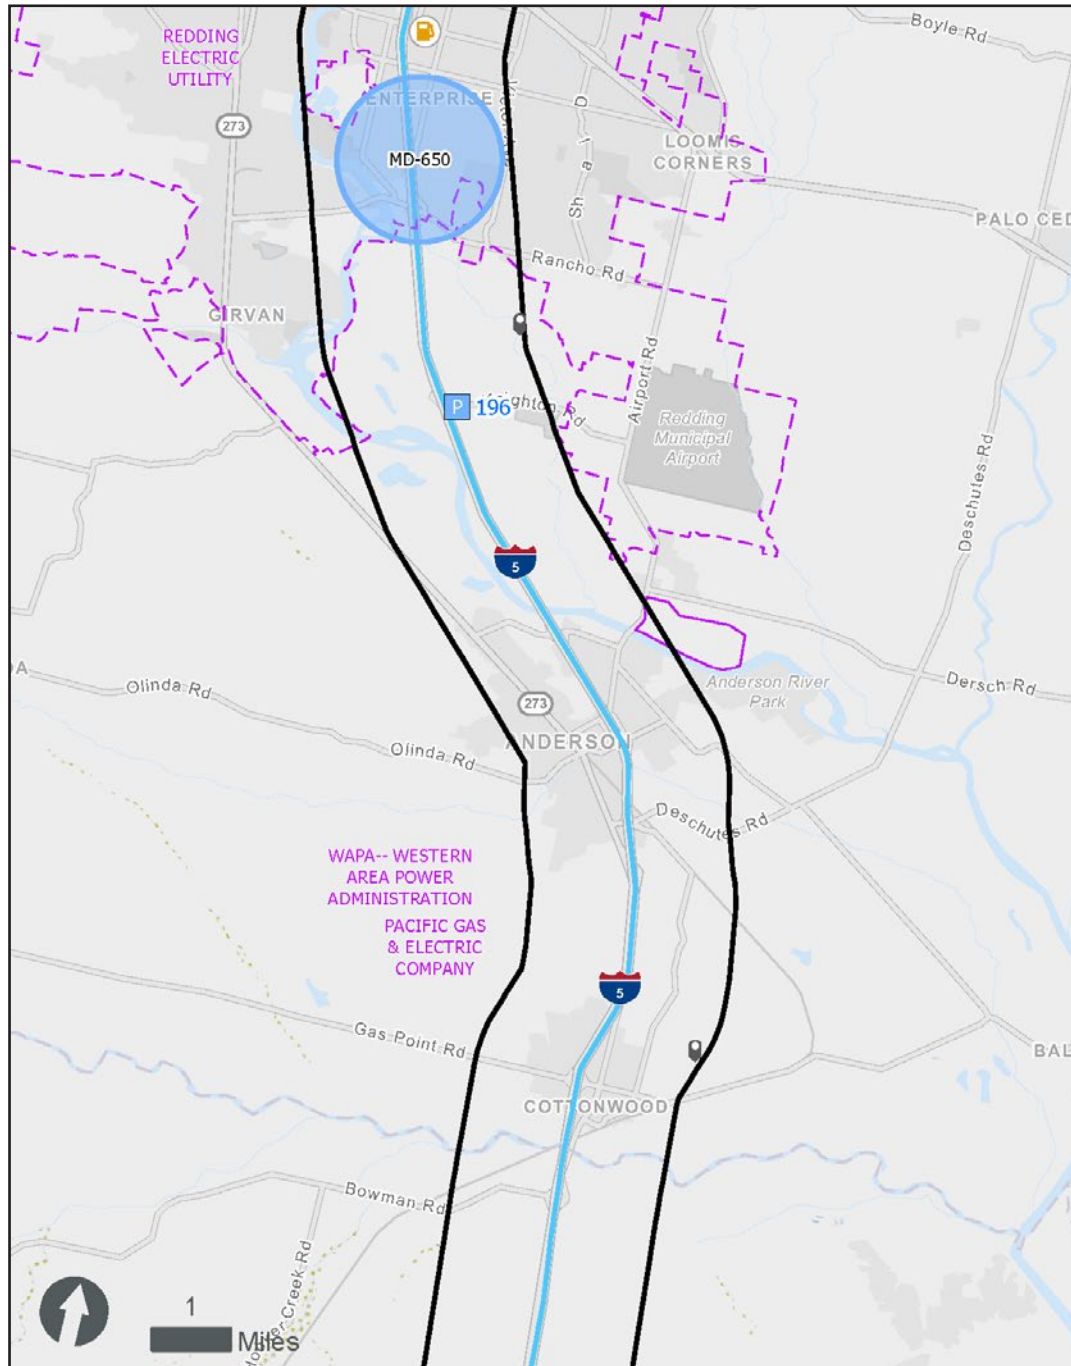 REDDING
ELECTRIC
UTILITY
Boyle Rd
ENTERPRISE
273
LOOMIS
CORNERS
MD-650
PALO CED
Rancho Rd
GIRVAN
Airport Rd
P 196
Redding
Municipal
Airport
Deschutes Rd
5
Anderson River
Park
Dersch Rd
DA
Olinda Rd
273
ANDERSON
Olinda Rd
Deschutes Rd
WAPA-- WESTERN
AREA POWER
ADMINISTRATION
PACIFIC GAS
& ELECTRIC
COMPANY
5
Gas Point Rd
BAL
COTTONWOOD
Bowman Rd
Creek Rd
1
Miles